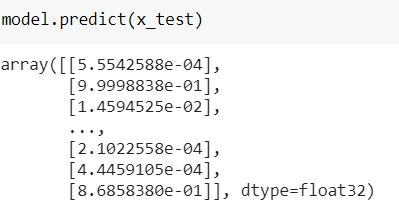 model.predict(x_test)
array([[5.5542588e-04],
[9.9998838e-01],
[1.4594525e-02],
...,
[2.1022558e-04],
[4.4459105e-04],
[8.6858380e-01]], dtype=float32)